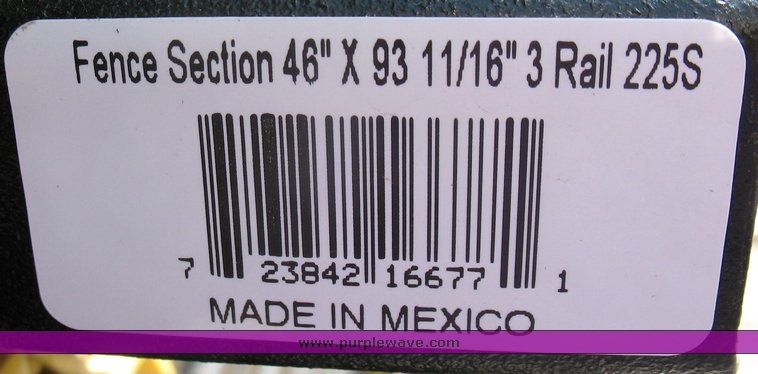 Fence Section 46" X 93 11/16" 3 Rail 225S
7 23842 16677 1
MADE IN MEXICO
www.purplewave.com